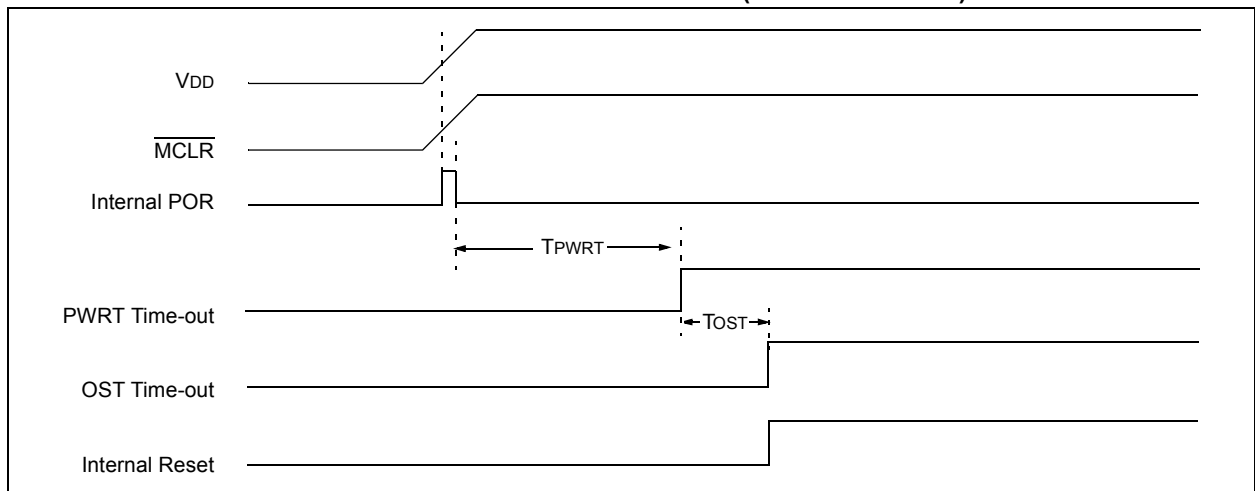 VDD
MCLR
Internal POR
TPWRT
PWRT Time-out
TOST
OST Time-out
Internal Reset